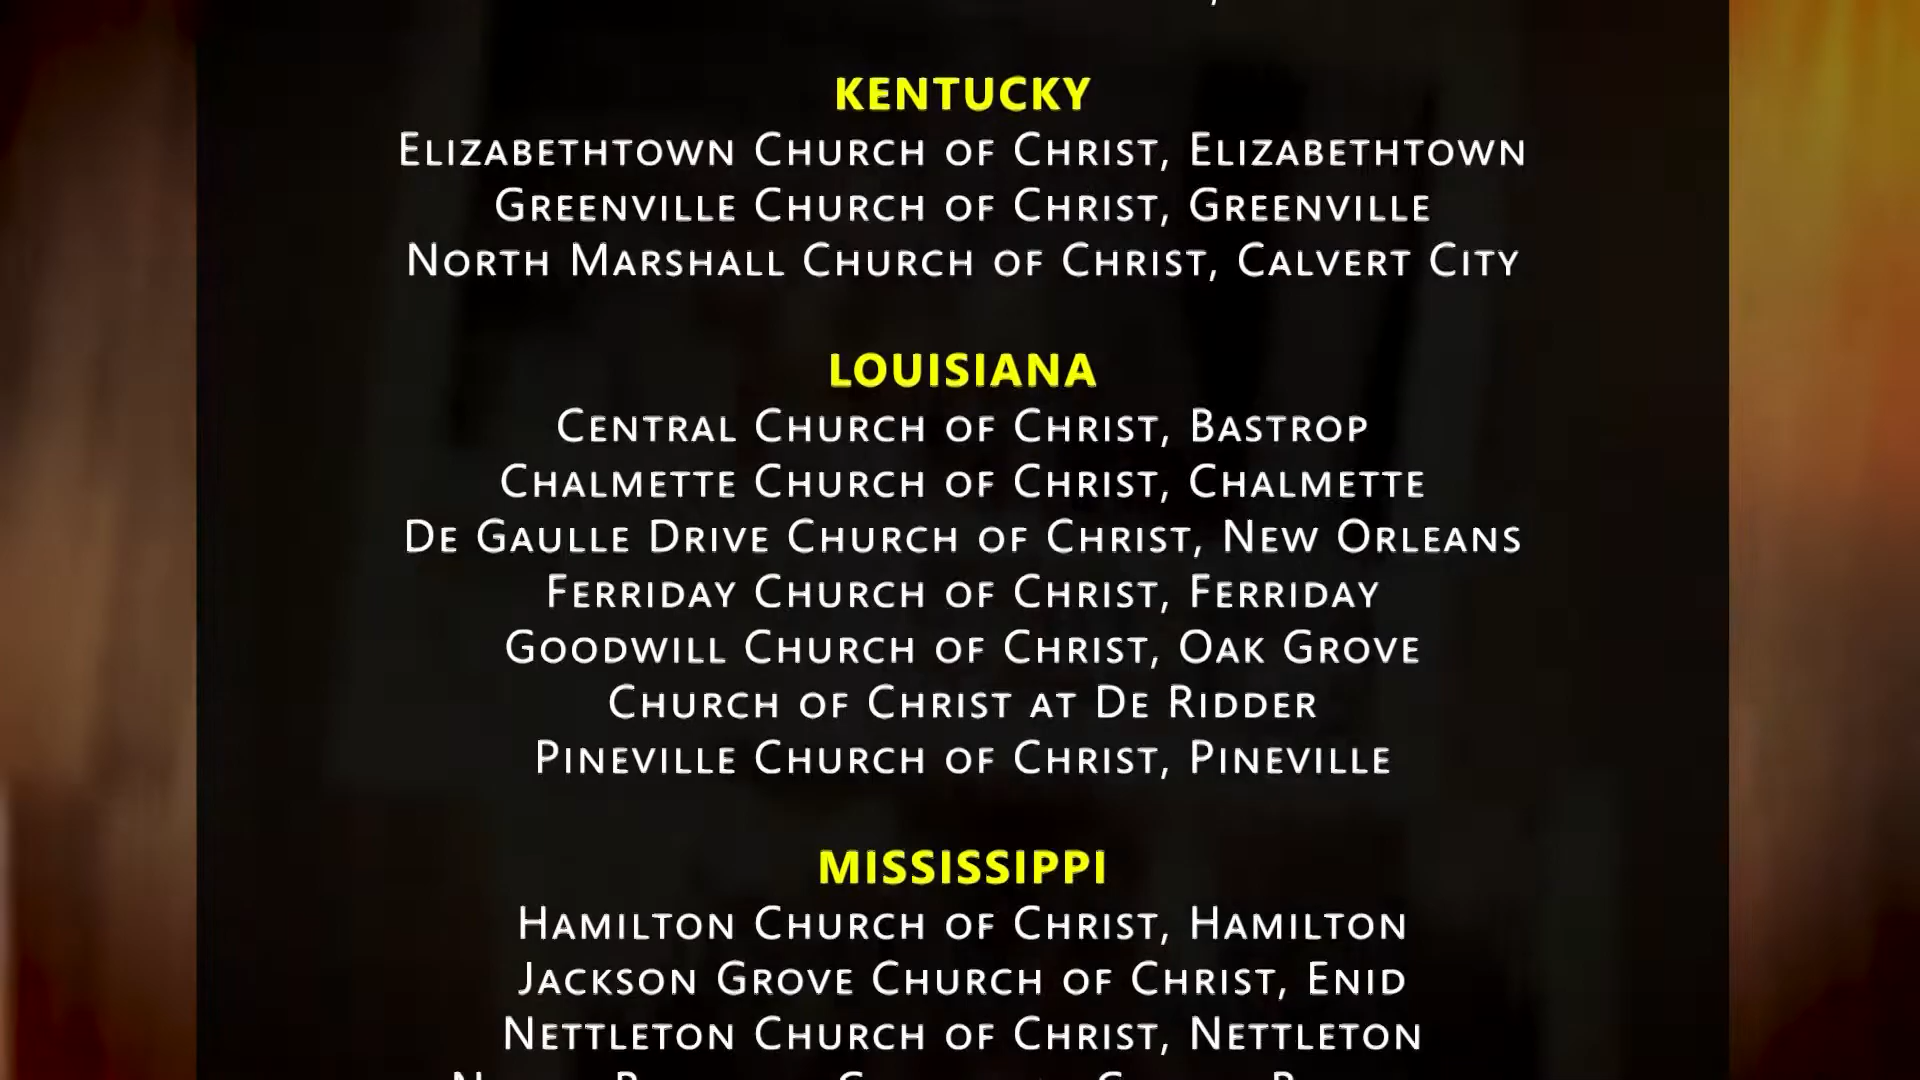 KENTUCKY
Elizabethtown Church of Christ, Elizabethtown
Greenville Church of Christ, Greenville
North Marshall Church of Christ, Calvert City
LOUISIANA
Central Church of Christ, Bastrop
Chalmette Church of Christ, Chalmette
De Gaulle Drive Church of Christ, New Orleans
Ferriday Church of Christ, Ferriday
Goodwill Church of Christ, Oak Grove
Church of Christ at De Ridder
Pineville Church of Christ, Pineville
MISSISSIPPI
Hamilton Church of Christ, Hamilton
Jackson Grove Church of Christ, Enid
Nettleton Church of Christ, Nettleton